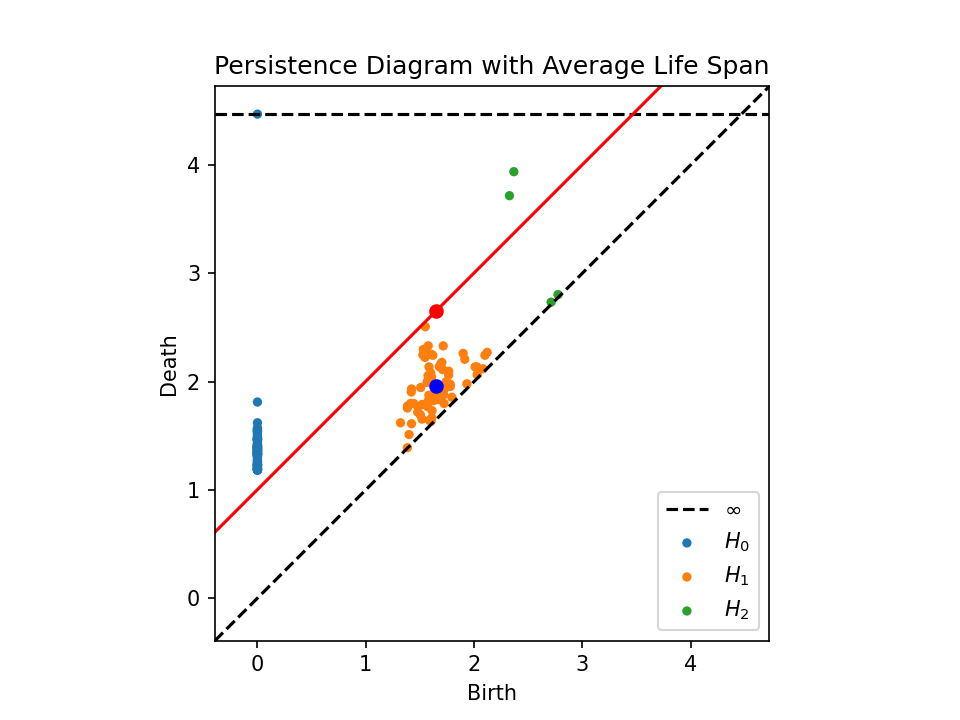 Persistence Diagram with Average Life Span
Death
4
3
2
1
0
0 1 2 3 4
Birth
∞
H₀
H₁
H₂